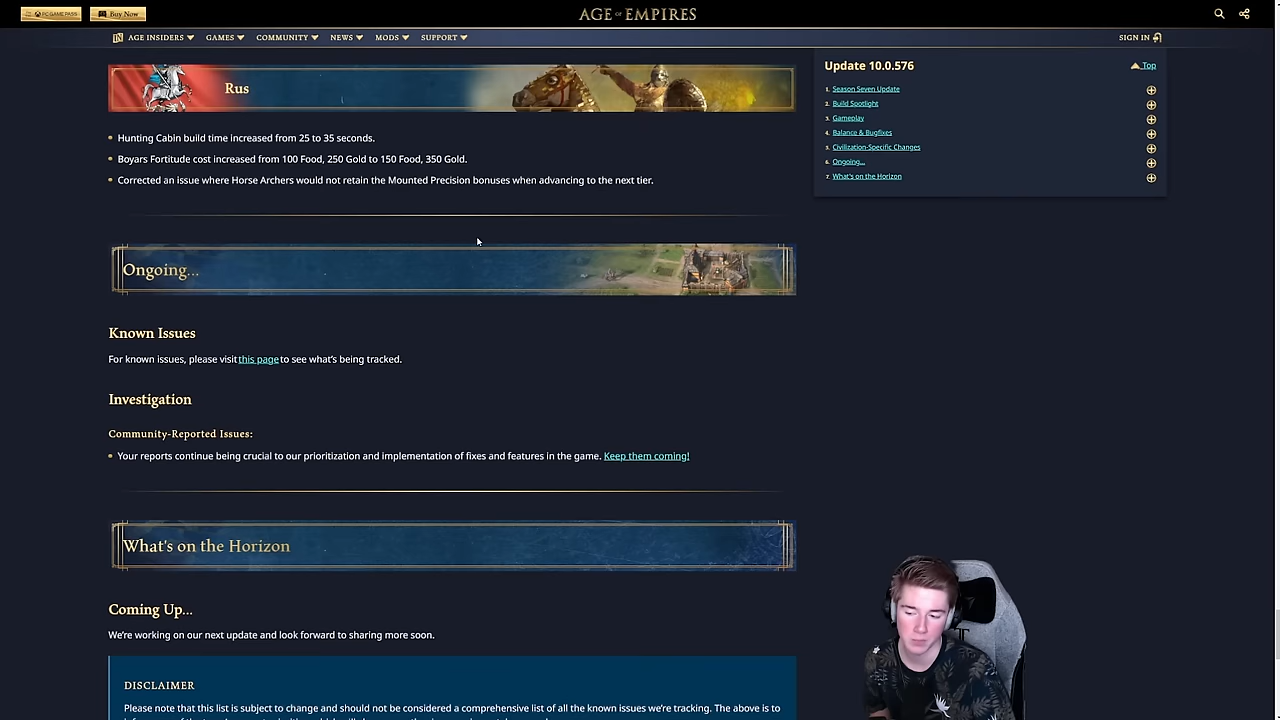 PC GAME PASS
Buy Now
AGE OF EMPIRES
AGE INSIDERS
GAMES
COMMUNITY
NEWS
MODS
SUPPORT
SIGN IN
Rus
Hunting Cabin build time increased from 25 to 35 seconds.
Boyars Fortitude cost increased from 100 Food, 250 Gold to 150 Food, 350 Gold.
Corrected an issue where Horse Archers would not retain the Mounted Precision bonuses when advancing to the next tier.
Update 10.0.576
Top
1. Season Seven Update
2. Build Spotlight
3. Gameplay
4. Balance & Bugfixes
5. Civilization-Specific Changes
6. Ongoing...
7. What's on the Horizon
Ongoing...
Known Issues
For known issues, please visit this page to see what's being tracked.
Investigation
Community-Reported Issues:
Your reports continue being crucial to our prioritization and implementation of fixes and features in the game. Keep them coming!
What's on the Horizon
Coming Up...
We're working on our next update and look forward to sharing more soon.
DISCLAIMER
Please note that this list is subject to change and should not be considered a comprehensive list of all the known issues we're tracking. The above is to